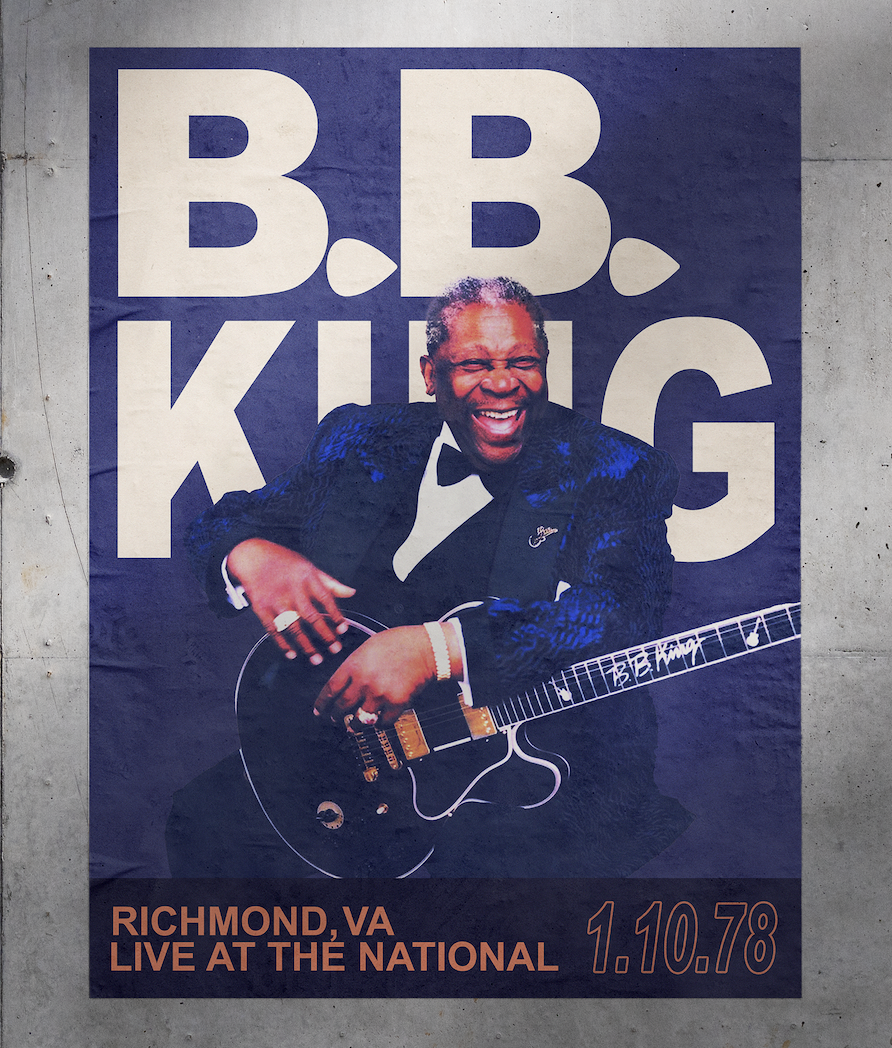 B.B.
KING
B.B. King
RICHMOND, VA
LIVE AT THE NATIONAL
1.10.78